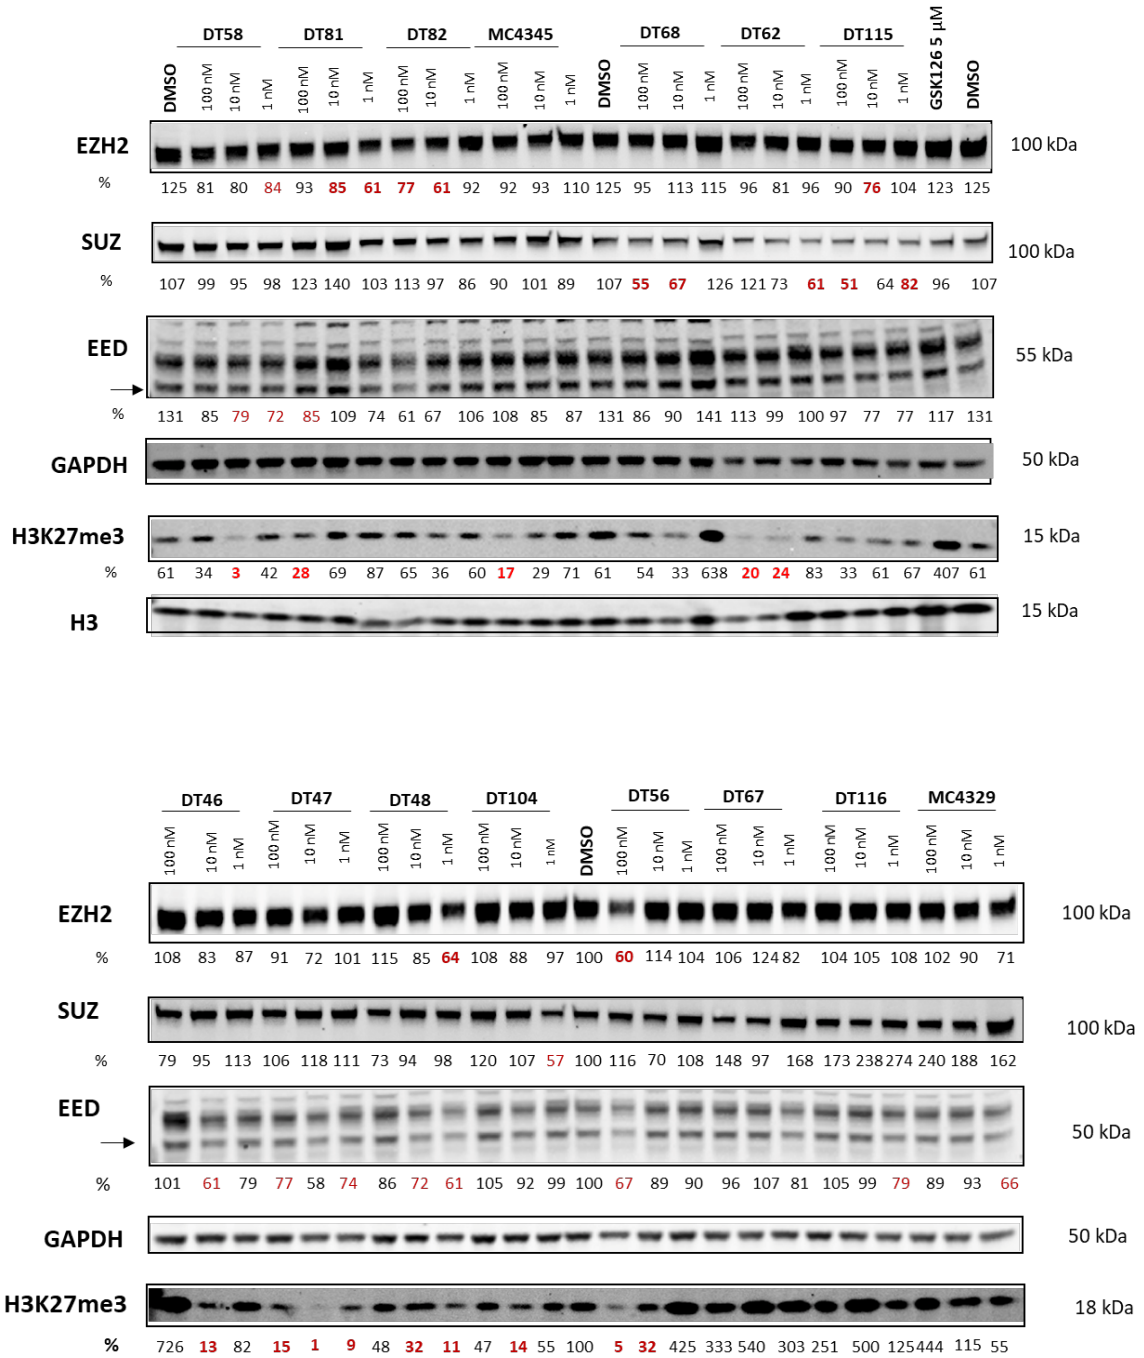 DT58 DT81 DT82 MC4345 DT68 DT62 DT115
DMSO 100 nM 10 nM 1 nM 100 nM 10 nM 1 nM 100 nM 10 nM 1 nM 100 nM 10 nM 1 nM DMSO 100 nM 10 nM 1 nM 100 nM 10 nM 1 nM 100 nM 10 nM 1 nM GSK126 5 µM DMSO
EZH2 100 kDa
% 125 81 80 84 93 85 61 77 61 92 92 93 110 125 95 113 115 96 81 96 90 76 104 123 125
SUZ 100 kDa
% 107 99 95 98 123 140 103 113 97 86 90 101 89 107 55 67 126 121 73 61 51 64 82 96 107
EED 55 kDa
% 131 85 79 72 85 109 74 61 67 106 108 85 87 131 86 90 141 113 99 100 97 77 77 117 131
GAPDH 50 kDa
H3K27me3 15 kDa
% 61 34 3 42 28 69 87 65 36 60 17 29 71 61 54 33 638 20 24 83 33 61 67 407 61
H3 15 kDa
DT46 DT47 DT48 DT104 DT56 DT67 DT116 MC4329
100 nM 10 nM 1 nM 100 nM 10 nM 1 nM 100 nM 10 nM 1 nM 100 nM 10 nM 1 nM DMSO 100 nM 10 nM 1 nM 100 nM 10 nM 1 nM 100 nM 10 nM 1 nM 100 nM 10 nM 1 nM
EZH2 100 kDa
% 108 83 87 91 72 101 115 85 64 108 88 97 100 60 114 104 106 124 82 104 105 108 102 90 71
SUZ 100 kDa
% 79 95 113 106 118 111 73 94 98 120 107 57 100 116 70 108 148 97 168 173 238 274 240 188 162
EED 50 kDa
% 101 61 79 77 58 74 86 72 61 105 92 99 100 67 89 90 96 107 81 105 99 79 89 93 66
GAPDH 50 kDa
H3K27me3 18 kDa
% 726 13 82 15 1 9 48 32 11 47 14 55 100 5 32 425 333 540 303 251 500 125 444 115 55